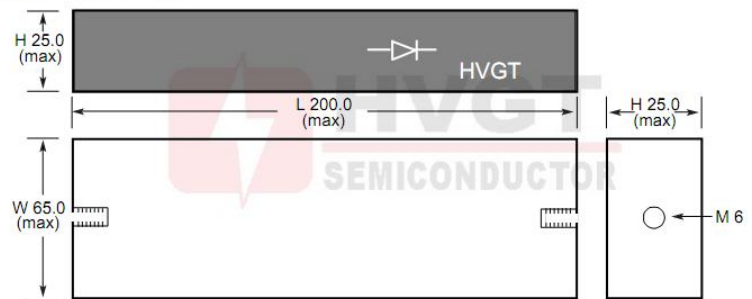 H 25.0
(max)
HVGT
L 200.0
(max)
H 25.0
(max)
HVGT
SEMICONDUCTOR
W 65.0
(max)
M 6